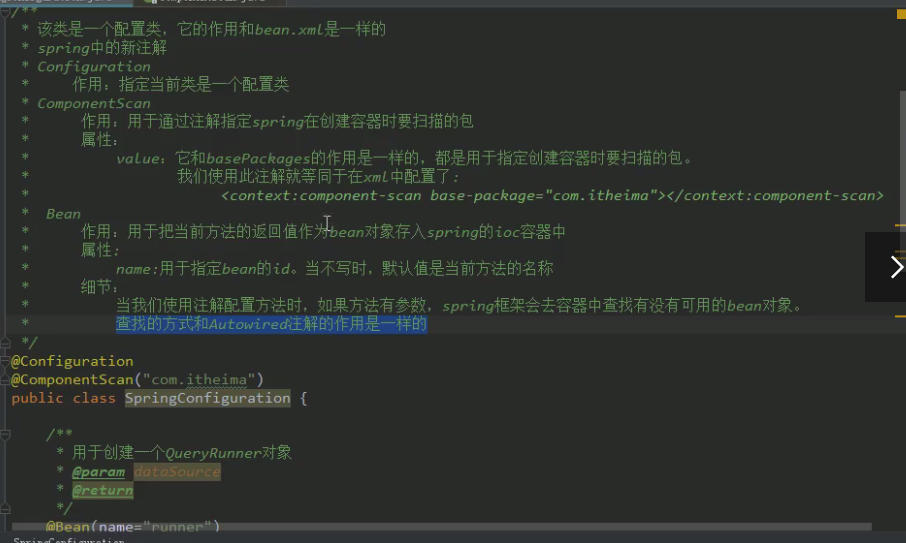 /**
 * 该类是一个配置类，它的作用和bean.xml是一样的
 * spring中的新注解
 * Configuration
 *     作用：指定当前类是一个配置类
 * ComponentScan
 *      作用：用于通过注解指定spring在创建容器时要扫描的包
 *      属性：
 *          value：它和basePackages的作用是一样的，都是用于指定创建容器时要扫描的包。
 *                 我们使用此注解就等同于在xml中配置了:
 *                      <context:component-scan base-package="com.itheima"></context:component-scan>
 *  Bean
 *      作用：用于把当前方法的返回值作为bean对象存入spring的ioc容器中
 *      属性:
 *          name:用于指定bean的id。当不写时，默认值是当前方法的名称
 *      细节：
 *          当我们使用注解配置方法时，如果方法有参数，spring框架会去容器中查找有没有可用的bean对象。
 *          查找的方式和Autowired注解的作用是一样的
 */
@Configuration
@ComponentScan("com.itheima")
public class SpringConfiguration {
    /**
     * 用于创建一个QueryRunner对象
     * @param dataSource
     * @return
     */
    @Bean(name="runner")
SpringConfiguration